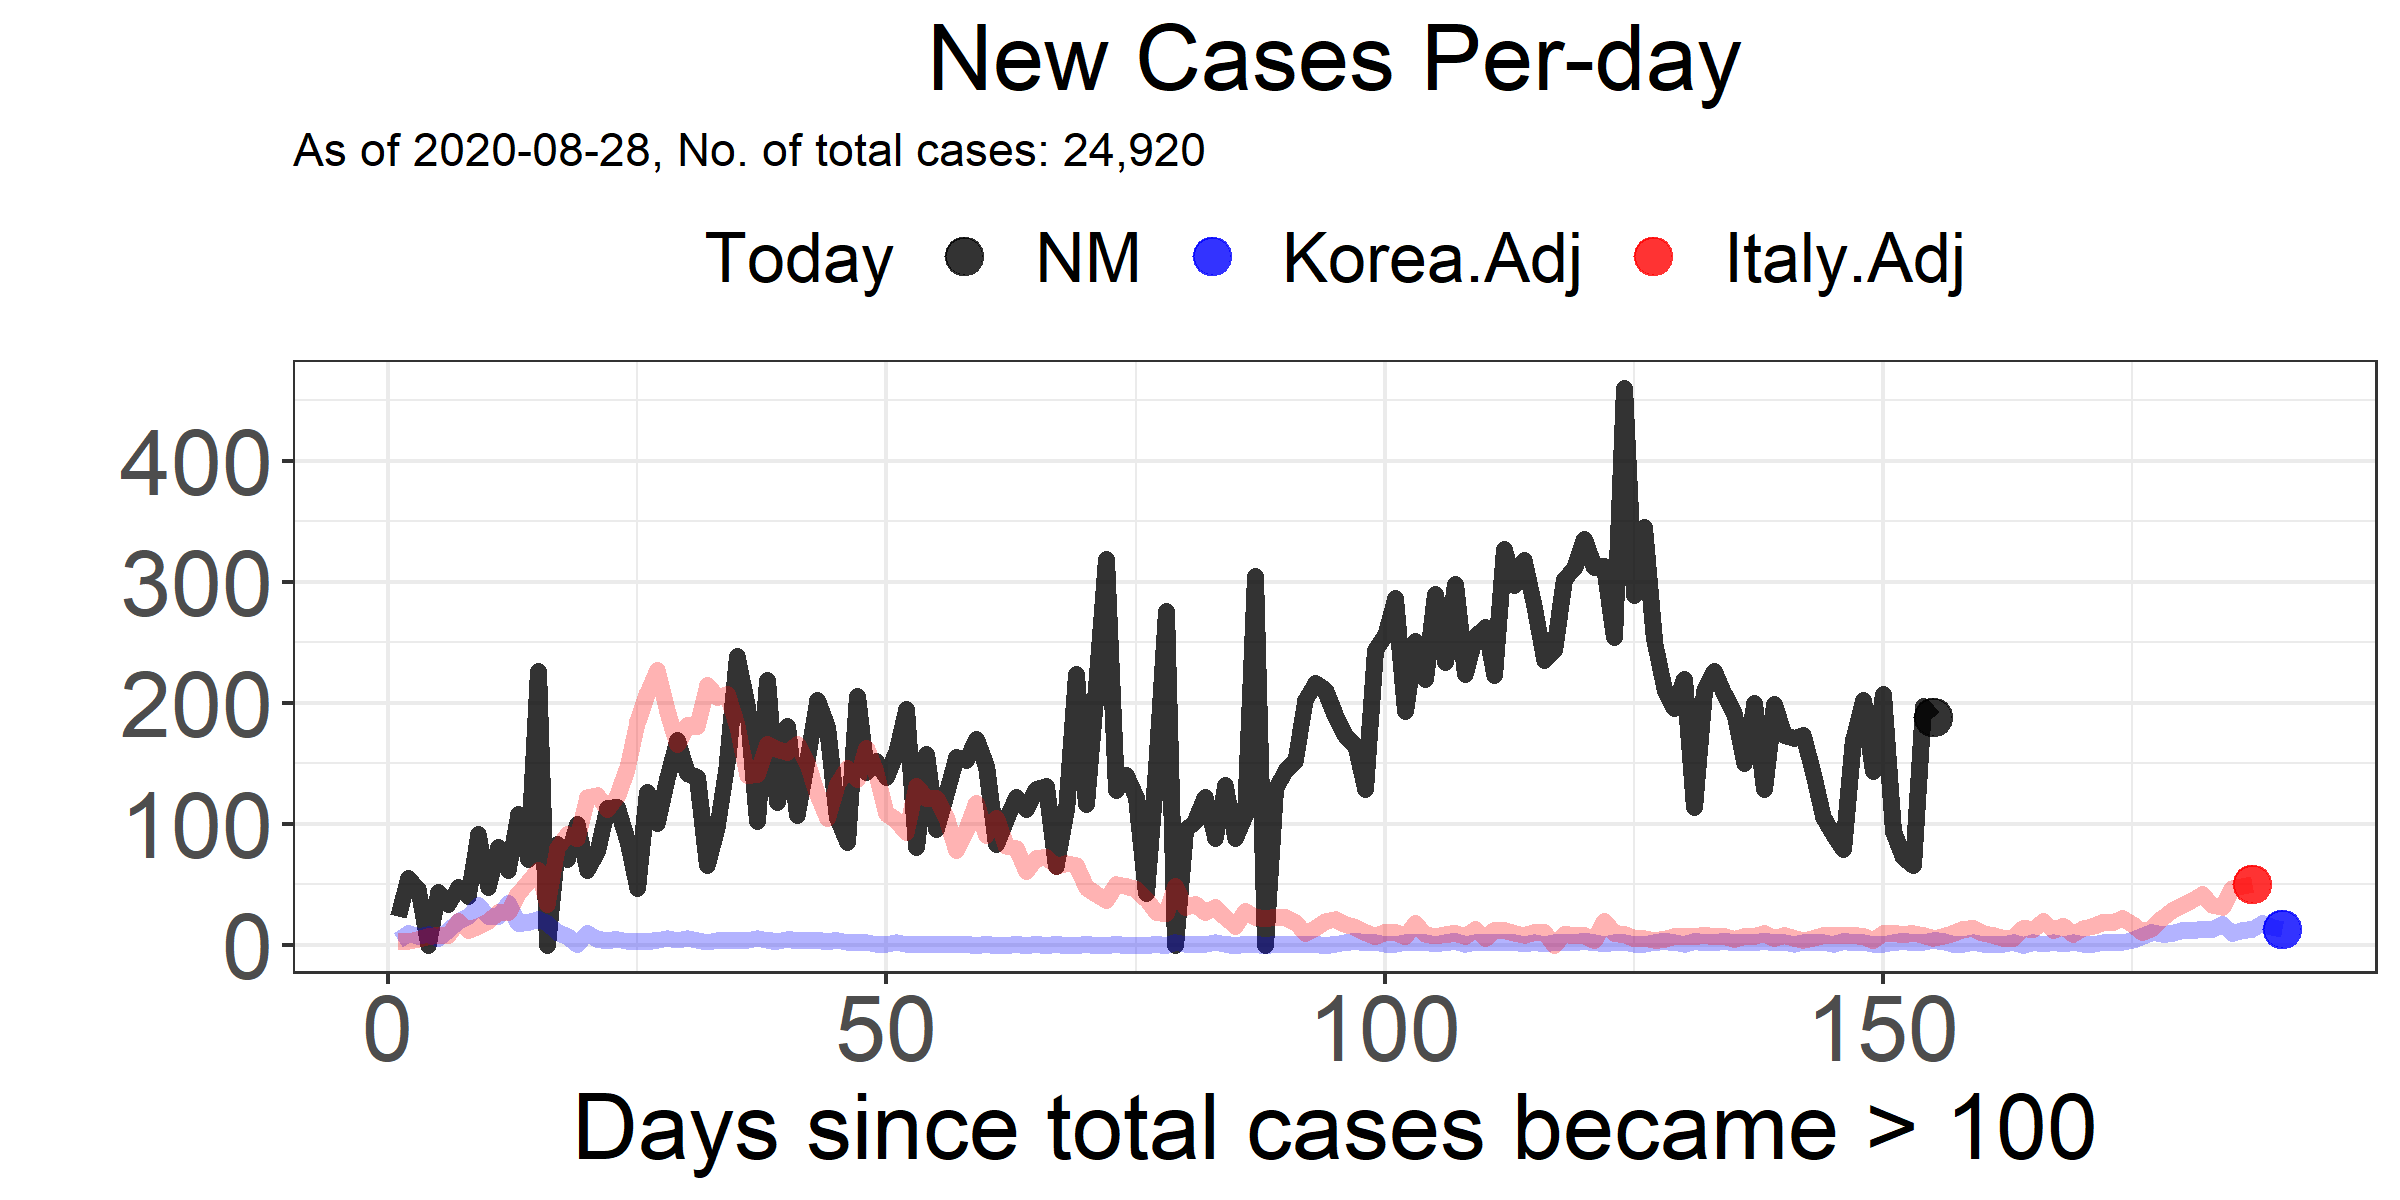 New Cases Per-day
As of 2020-08-28, No. of total cases: 24,920
Today NM Korea.Adj Italy.Adj
400
300
200
100
0
0 50 100 150
Days since total cases became > 100